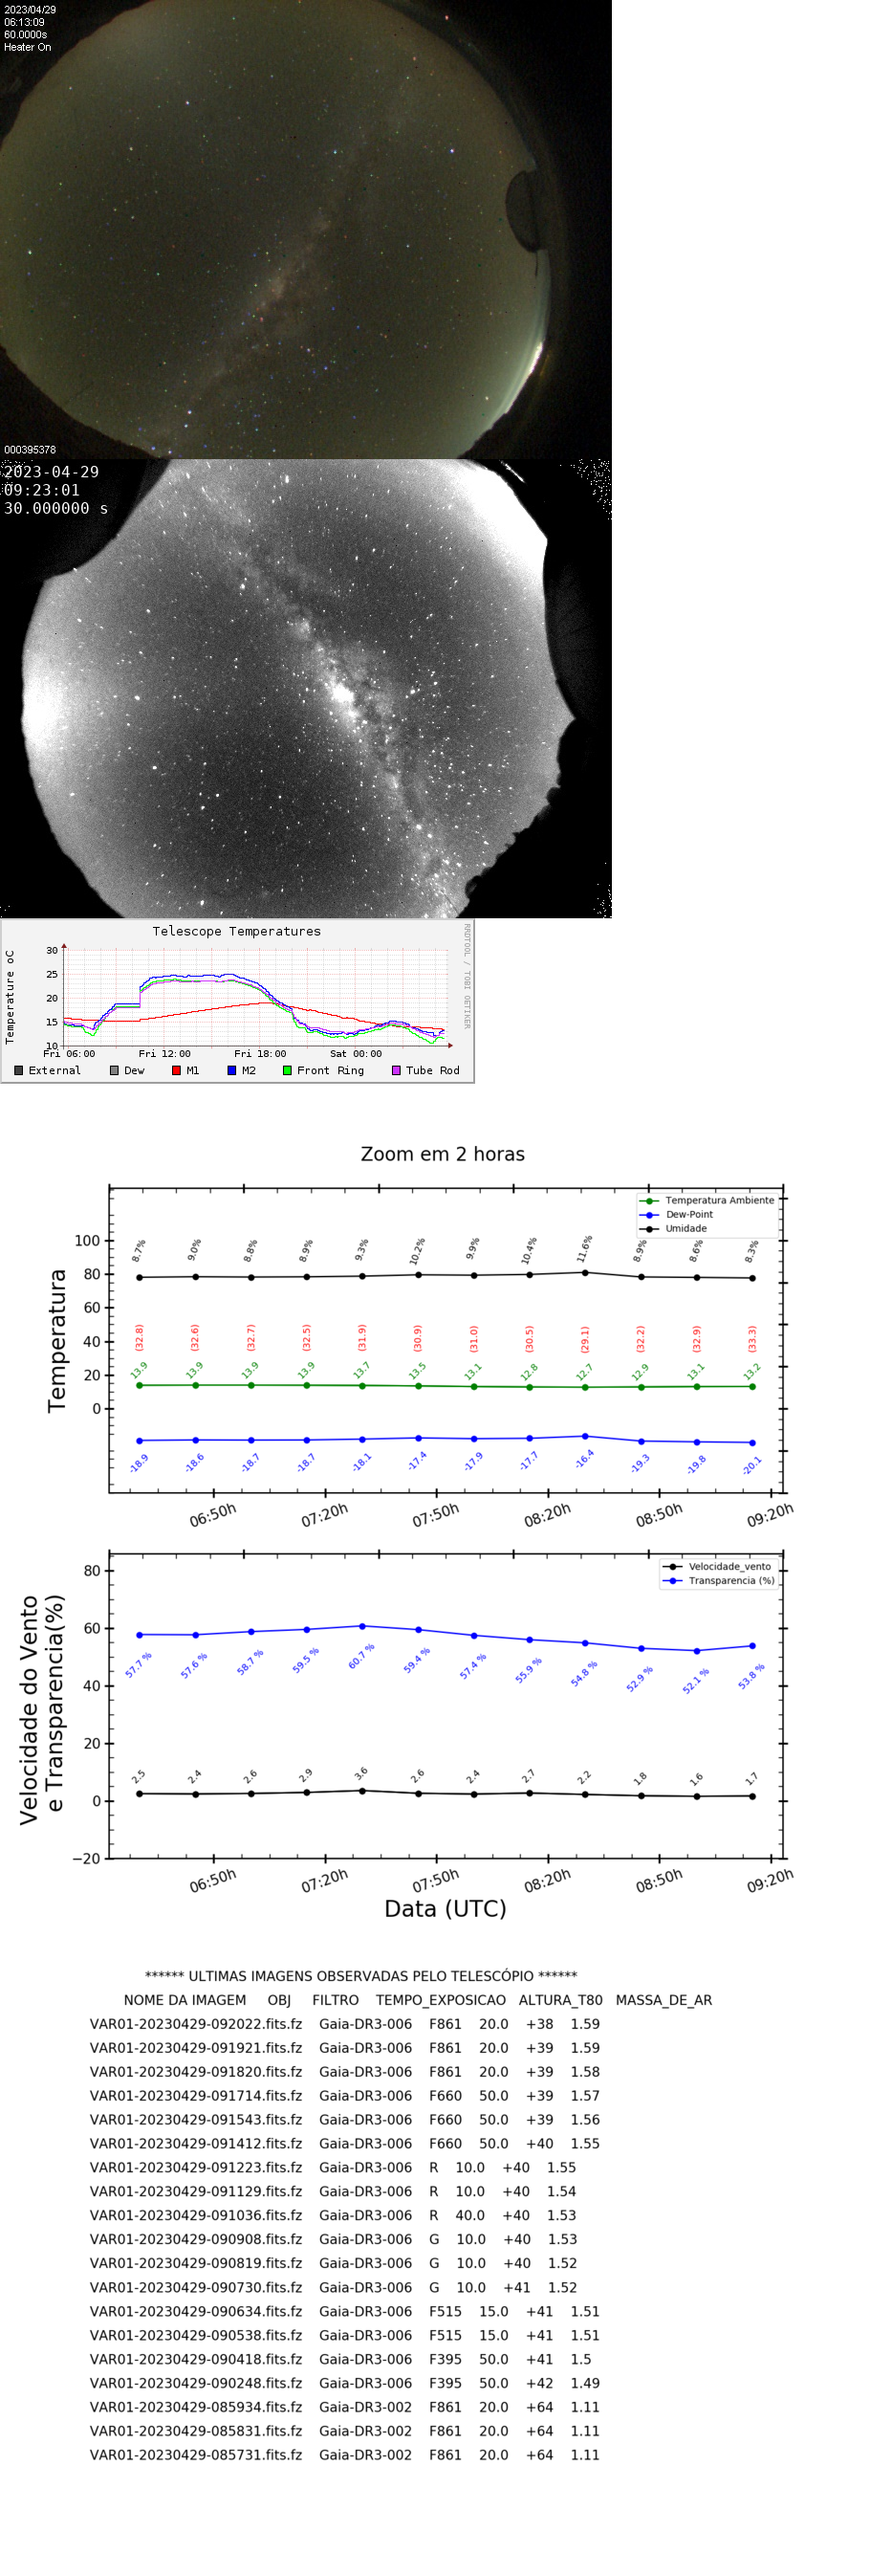 2023/04/29
06:13:09
60.0000s
Heater On
000395378
2023-04-29
09:23:01
30.000000 s
Telescope Temperatures
RRDTOOL / TOBI OETIKER
Temperature oC
30
25
20
15
10
Fri 06:00 Fri 12:00 Fri 18:00 Sat 00:00
External Dew M1 M2 Front Ring Tube Rod
Zoom em 2 horas
Temperatura Ambiente
Dew-Point
Umidade
Temperatura
100
80
60
40
20
0
8.7% 9.0% 8.8% 8.9% 9.3% 10.2% 9.9% 10.4% 11.6% 8.9% 8.6% 8.3%
(32.8) (32.6) (32.7) (32.5) (31.9) (30.9) (31.0) (30.5) (29.1) (32.2) (32.9) (33.3)
13.9 13.9 13.9 13.9 13.7 13.5 13.1 12.8 12.7 12.9 13.1 13.2
-18.9 -18.6 -18.7 -18.7 -18.1 -17.4 -17.9 -17.7 -16.4 -19.3 -19.8 -20.1
06:50h 07:20h 07:50h 08:20h 08:50h 09:20h
Velocidade_vento
Transparencia (%)
Velocidade do Vento
e Transparencia(%)
80
60
40
20
0
−20
57.7 % 57.6 % 58.7 % 59.5 % 60.7 % 59.4 % 57.4 % 55.9 % 54.8 % 52.9 % 52.1 % 53.8 %
2.5 2.4 2.6 2.9 3.6 2.6 2.4 2.7 2.2 1.8 1.6 1.7
06:50h 07:20h 07:50h 08:20h 08:50h 09:20h
Data (UTC)
****** ULTIMAS IMAGENS OBSERVADAS PELO TELESCÓPIO ******
NOME DA IMAGEM OBJ FILTRO TEMPO_EXPOSICAO ALTURA_T80 MASSA_DE_AR
VAR01-20230429-092022.fits.fz Gaia-DR3-006 F861 20.0 +38 1.59
VAR01-20230429-091921.fits.fz Gaia-DR3-006 F861 20.0 +39 1.59
VAR01-20230429-091820.fits.fz Gaia-DR3-006 F861 20.0 +39 1.58
VAR01-20230429-091714.fits.fz Gaia-DR3-006 F660 50.0 +39 1.57
VAR01-20230429-091543.fits.fz Gaia-DR3-006 F660 50.0 +39 1.56
VAR01-20230429-091412.fits.fz Gaia-DR3-006 F660 50.0 +40 1.55
VAR01-20230429-091223.fits.fz Gaia-DR3-006 R 10.0 +40 1.55
VAR01-20230429-091129.fits.fz Gaia-DR3-006 R 10.0 +40 1.54
VAR01-20230429-091036.fits.fz Gaia-DR3-006 R 40.0 +40 1.53
VAR01-20230429-090908.fits.fz Gaia-DR3-006 G 10.0 +40 1.53
VAR01-20230429-090819.fits.fz Gaia-DR3-006 G 10.0 +40 1.52
VAR01-20230429-090730.fits.fz Gaia-DR3-006 G 10.0 +41 1.52
VAR01-20230429-090634.fits.fz Gaia-DR3-006 F515 15.0 +41 1.51
VAR01-20230429-090538.fits.fz Gaia-DR3-006 F515 15.0 +41 1.51
VAR01-20230429-090418.fits.fz Gaia-DR3-006 F395 50.0 +41 1.5
VAR01-20230429-090248.fits.fz Gaia-DR3-006 F395 50.0 +42 1.49
VAR01-20230429-085934.fits.fz Gaia-DR3-002 F861 20.0 +64 1.11
VAR01-20230429-085831.fits.fz Gaia-DR3-002 F861 20.0 +64 1.11
VAR01-20230429-085731.fits.fz Gaia-DR3-002 F861 20.0 +64 1.11